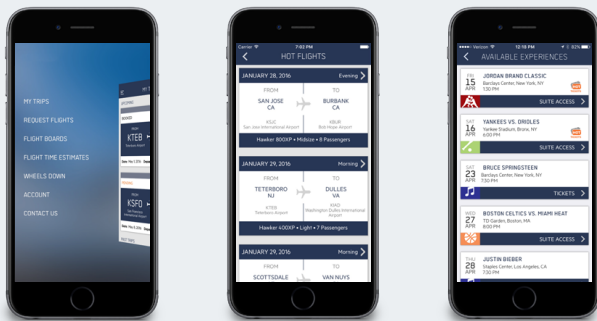 MY TRIPS
REQUEST FLIGHTS
FLIGHT BOARDS
FLIGHT TIME ESTIMATES
WHEELS DOWN
ACCOUNT
CONTACT US
MY T
UPCOMING
BOOKED
FROM
KTEB
KSFO
Carrier 7:02 PM
HOT FLIGHTS
JANUARY 28, 2016 Evening
FROM TO
SAN JOSE BURBANK
CA CA
KSJC KBUR
San Jose International Airport Bob Hope Airport
Hawker 800XP • Midsize • 8 Passengers
JANUARY 29, 2016 Morning
FROM TO
TETERBORO DULLES
NJ VA
KTEB KIAD
Teterboro Airport Washington Dulles International
Airport
Hawker 400XP • Light • 7 Passengers
JANUARY 29, 2016 Morning
FROM TO
SCOTTSDALE VAN NUYS
Verizon 12:18 PM 82%
AVAILABLE EXPERIENCES
FRI
15
APR
JORDAN BRAND CLASSIC
Barclays Center, New York, NY
1:30 PM
SUITE ACCESS
SAT
16
APR
YANKEES VS. ORIOLES
Yankee Stadium, Bronx, NY
6:00 PM
SUITE ACCESS
SAT
23
APR
BRUCE SPRINGSTEEN
Barclays Center, New York, NY
7:30 PM
TICKETS
WED
27
APR
BOSTON CELTICS VS. MIAMI HEAT
TD Garden, Boston, MA
8:00 PM
SUITE ACCESS
THU
28
APR
JUSTIN BIEBER
Staples Center, Los Angeles, CA
7:30 PM